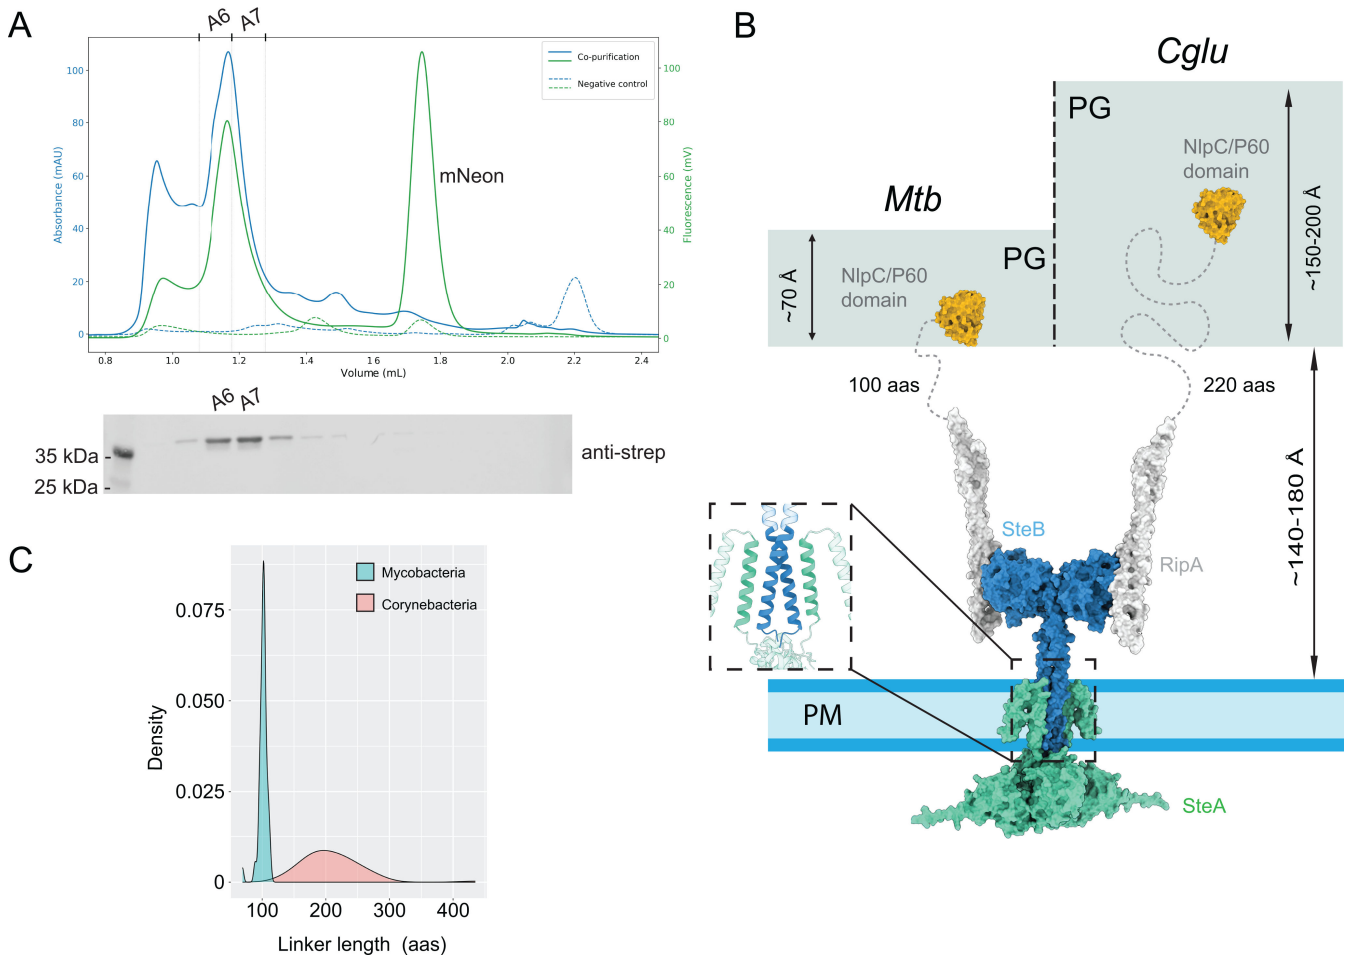 A
A6
A7
100
80
60
40
20
0
Absorbance (mAU)
Co-purification
Negative control
mNeon
100
80
60
40
20
0
Fluorescence (mV)
0.8
1.0
1.2
1.4
1.6
1.8
2.0
2.2
2.4
Volume (mL)
A6
A7
35 kDa
25 kDa
anti-strep
B
Cglu
Mtb
PG
NlpC/P60
domain
~150-200 Å
PG
NlpC/P60
domain
~70 Å
100 aas
220 aas
~140-180 Å
SteB
RipA
PM
SteA
C
Mycobacteria
Corynebacteria
0.075
0.050
0.025
0
Density
100
200
300
400
Linker length (aas)